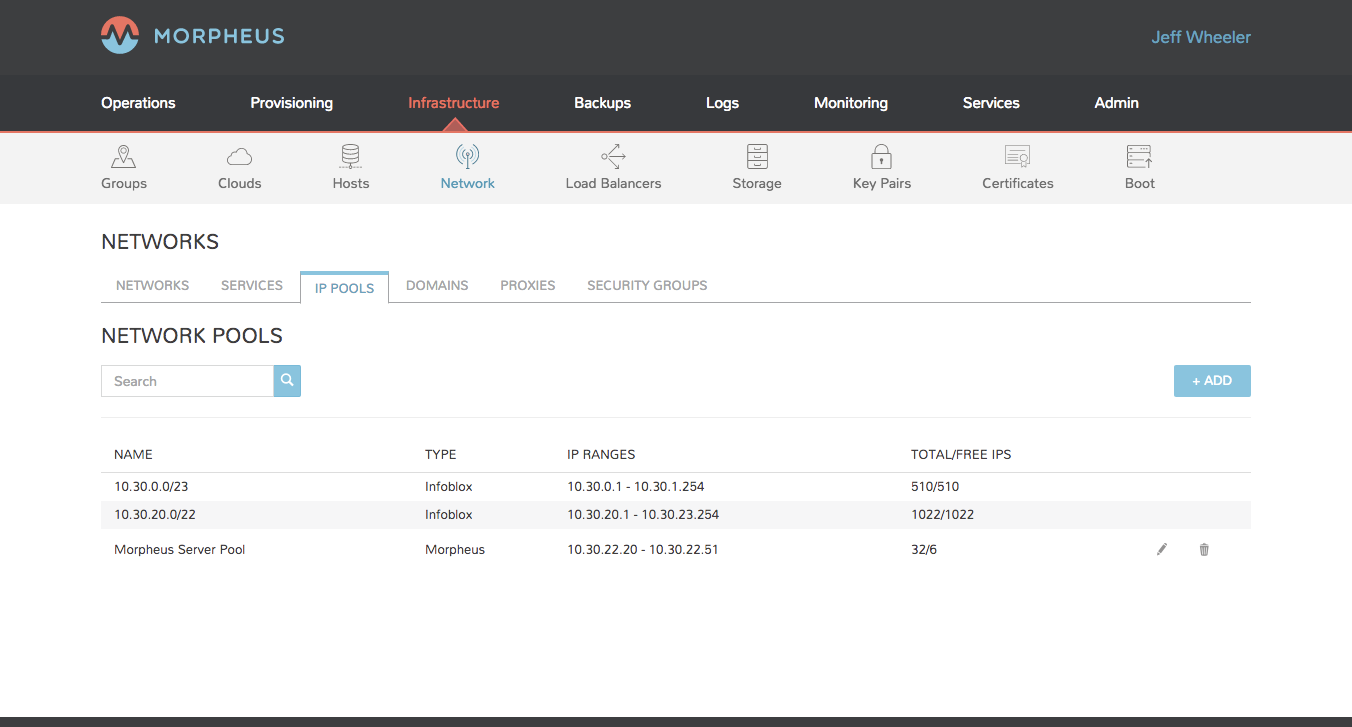 MORPHEUS
Jeff Wheeler
Operations Provisioning Infrastructure Backups Logs Monitoring Services Admin
Groups Clouds Hosts Network Load Balancers Storage Key Pairs Certificates Boot
NETWORKS
NETWORKS SERVICES IP POOLS DOMAINS PROXIES SECURITY GROUPS
NETWORK POOLS
Search
+ ADD
NAME TYPE IP RANGES TOTAL/FREE IPS
10.30.0.0/23 Infoblox 10.30.0.1 - 10.30.1.254 510/510
10.30.20.0/22 Infoblox 10.30.20.1 - 10.30.23.254 1022/1022
Morpheus Server Pool Morpheus 10.30.22.20 - 10.30.22.51 32/6